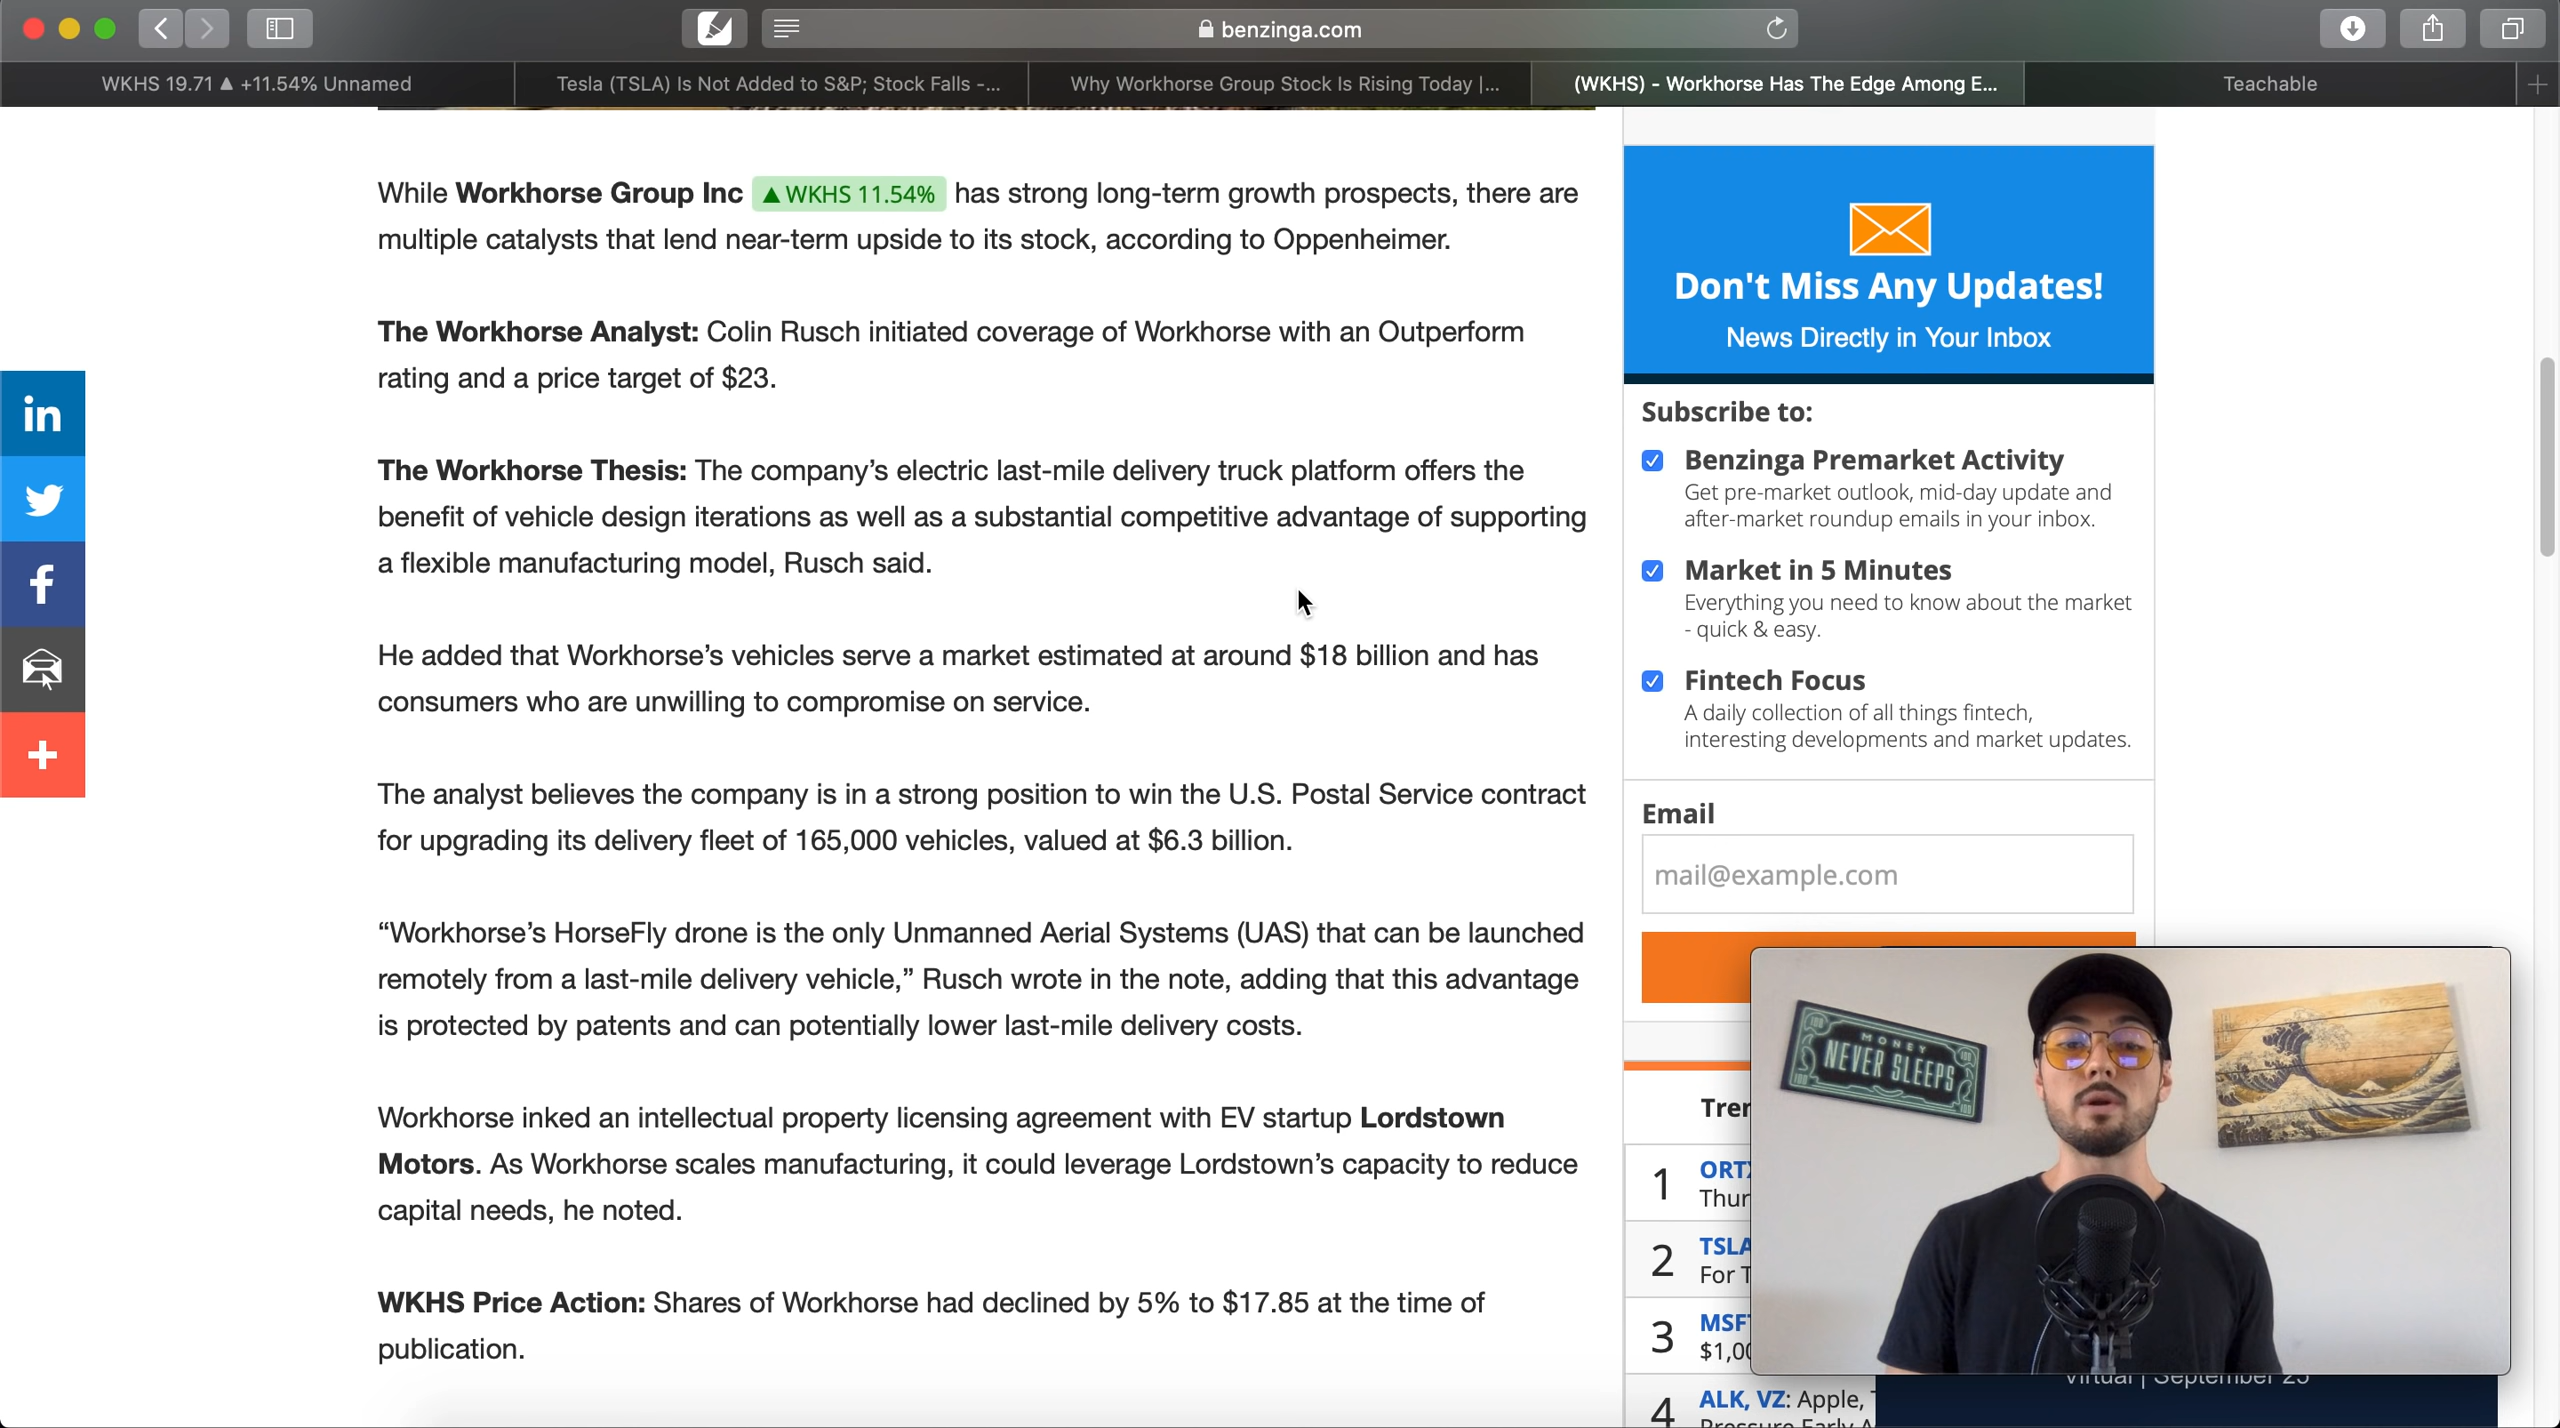 benzinga.com
WKHS 19.71 ▲ +11.54% Unnamed
Tesla (TSLA) Is Not Added to S&P; Stock Falls -...
Why Workhorse Group Stock Is Rising Today |...
(WKHS) - Workhorse Has The Edge Among E...
Teachable
While Workhorse Group Inc ▲ WKHS 11.54% has strong long-term growth prospects, there are
multiple catalysts that lend near-term upside to its stock, according to Oppenheimer.
The Workhorse Analyst: Colin Rusch initiated coverage of Workhorse with an Outperform
rating and a price target of $23.
The Workhorse Thesis: The company’s electric last-mile delivery truck platform offers the
benefit of vehicle design iterations as well as a substantial competitive advantage of supporting
a flexible manufacturing model, Rusch said.
He added that Workhorse’s vehicles serve a market estimated at around $18 billion and has
consumers who are unwilling to compromise on service.
The analyst believes the company is in a strong position to win the U.S. Postal Service contract
for upgrading its delivery fleet of 165,000 vehicles, valued at $6.3 billion.
“Workhorse’s HorseFly drone is the only Unmanned Aerial Systems (UAS) that can be launched
remotely from a last-mile delivery vehicle,” Rusch wrote in the note, adding that this advantage
is protected by patents and can potentially lower last-mile delivery costs.
Workhorse inked an intellectual property licensing agreement with EV startup Lordstown
Motors. As Workhorse scales manufacturing, it could leverage Lordstown’s capacity to reduce
capital needs, he noted.
WKHS Price Action: Shares of Workhorse had declined by 5% to $17.85 at the time of
publication.
in
f
+
Don't Miss Any Updates!
News Directly in Your Inbox
Subscribe to:
Benzinga Premarket Activity
Get pre-market outlook, mid-day update and
after-market roundup emails in your inbox.
Market in 5 Minutes
Everything you need to know about the market
- quick & easy.
Fintech Focus
A daily collection of all things fintech,
interesting developments and market updates.
Email
mail@example.com
1
Thur
2 TSLA
For T
3 MSFT
$1,00
4 ALK, VZ: Apple,
Pressure Early A
MONEY
NEVER SLEEPS
100
100
100
Virtual | September 25